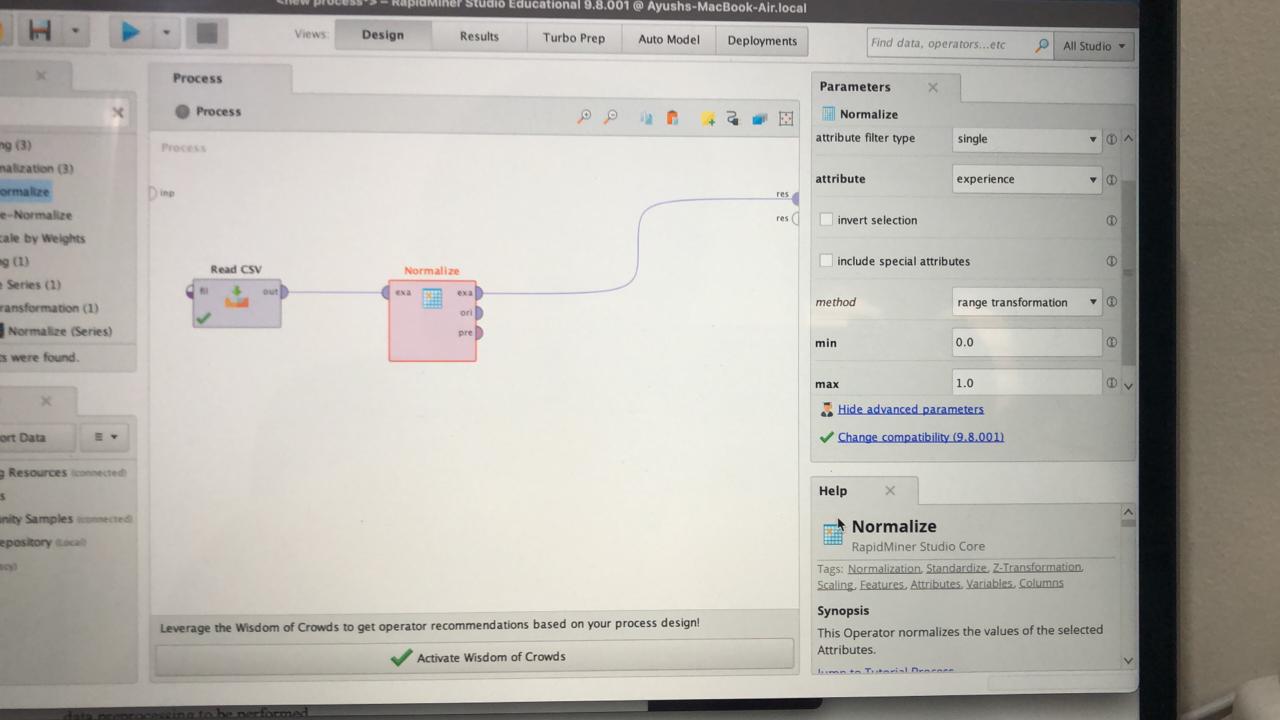 <new process> – RapidMiner Studio Educational 9.8.001 @ Ayushs-MacBook-Air.local
Views: Design Results Turbo Prep Auto Model Deployments
Find data, operators...etc All Studio
Process
Process
Process
inp
res
res
Read CSV
fil out
Normalize
exa exa
ori
pre
ng (3)
nalization (3)
ormalize
e-Normalize
cale by Weights
g (1)
e Series (1)
ransformation (1)
Normalize (Series)
ts were found.
ort Data
g Resources (connected)
s
nity Samples (connected)
epository (Local)
acy)
Leverage the Wisdom of Crowds to get operator recommendations based on your process design!
Activate Wisdom of Crowds
Parameters
Normalize
attribute filter type single
attribute experience
invert selection
include special attributes
method range transformation
min 0.0
max 1.0
Hide advanced parameters
Change compatibility (9.8.001)
Help
Normalize
RapidMiner Studio Core
Tags: Normalization, Standardize, Z-Transformation,
Scaling, Features, Attributes, Variables, Columns
Synopsis
This Operator normalizes the values of the selected
Attributes.
Jump to Tutorial Process
data preprocessing to be performed